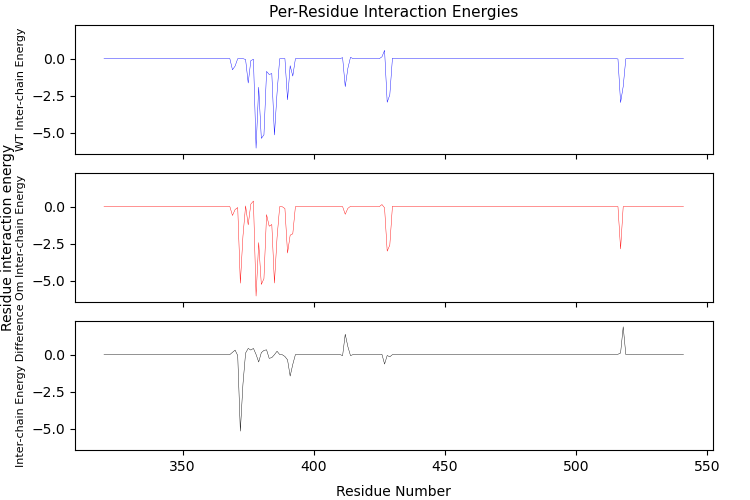 Per-Residue Interaction Energies
WT Inter-chain Energy
0.0
−2.5
−5.0
Residue interaction energy
Om Inter-chain Energy
0.0
−2.5
−5.0
Inter-chain Energy Difference
0.0
−2.5
−5.0
350 400 450 500 550
Residue Number